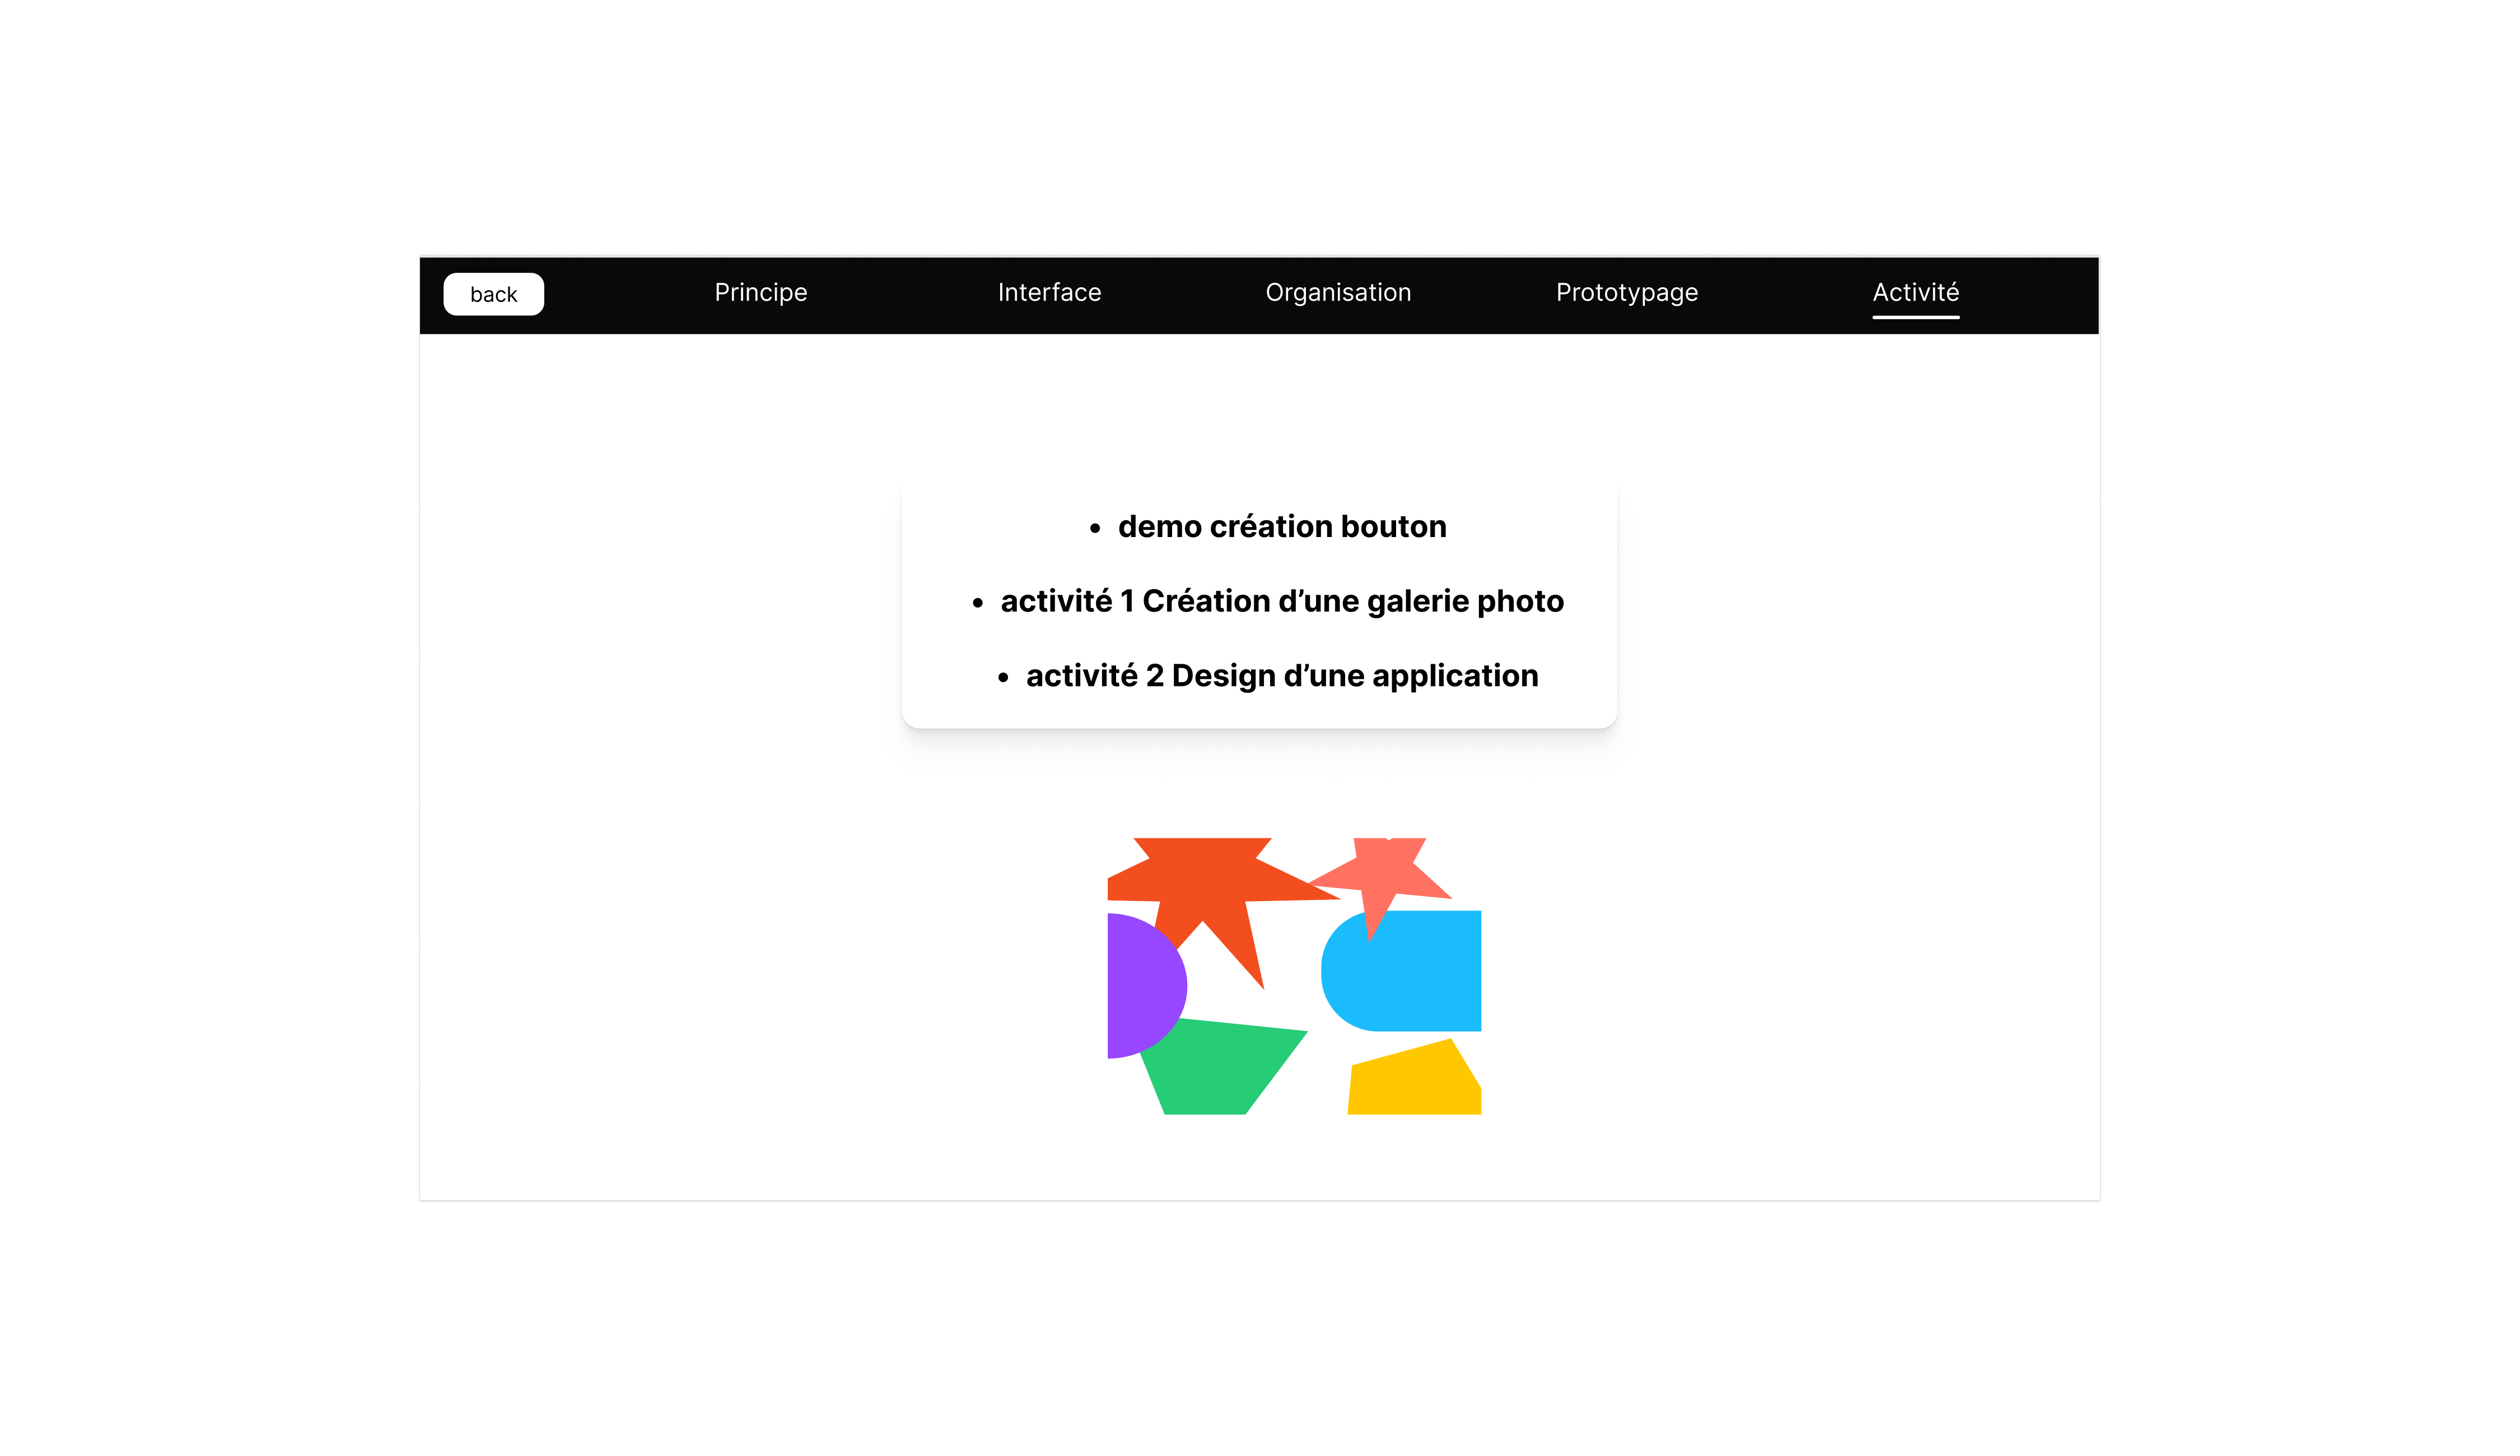 back
Principe
Interface
Organisation
Prototypage
Activité
• demo création bouton
• activité 1 Création d’une galerie photo
• activité 2 Design d’une application